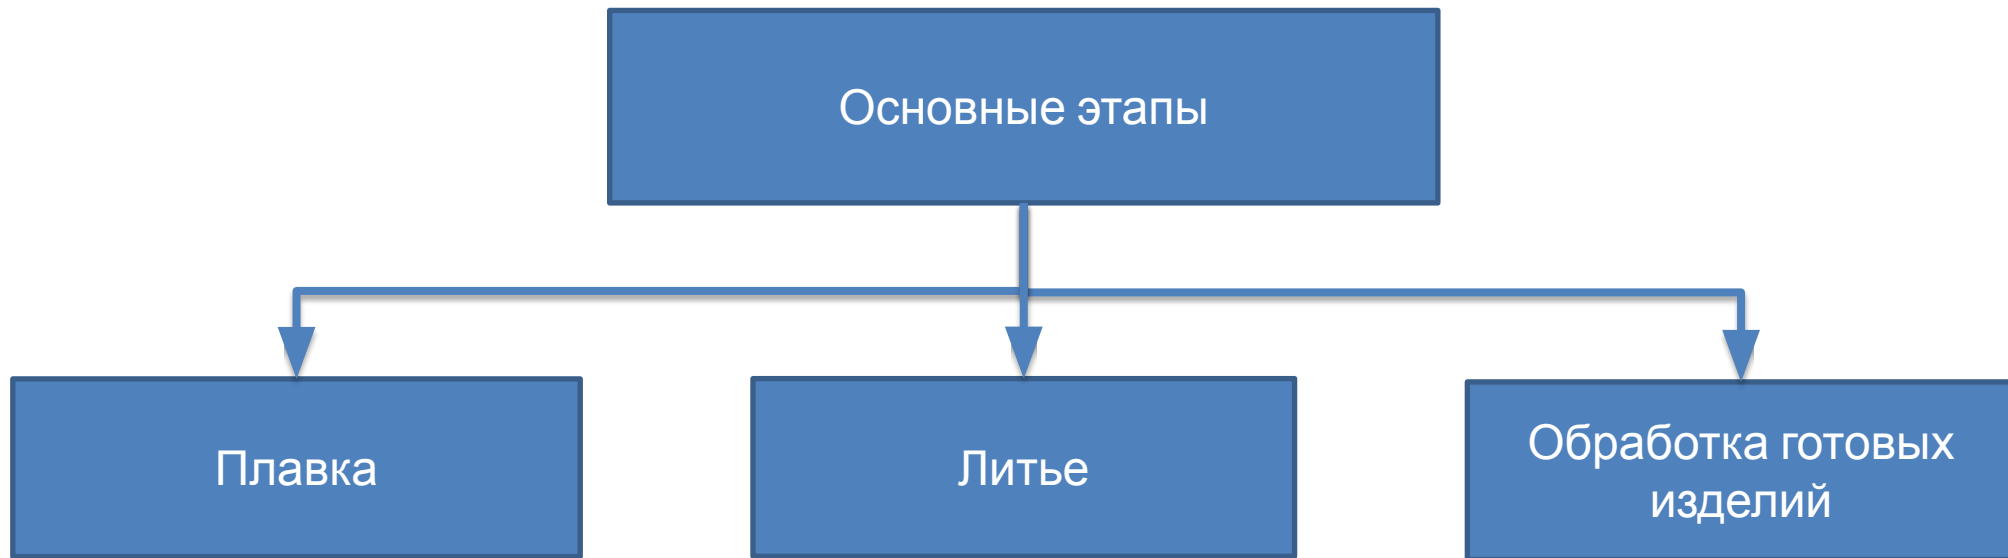 Основные этапы
Плавка
Литье
Обработка готовых
изделий